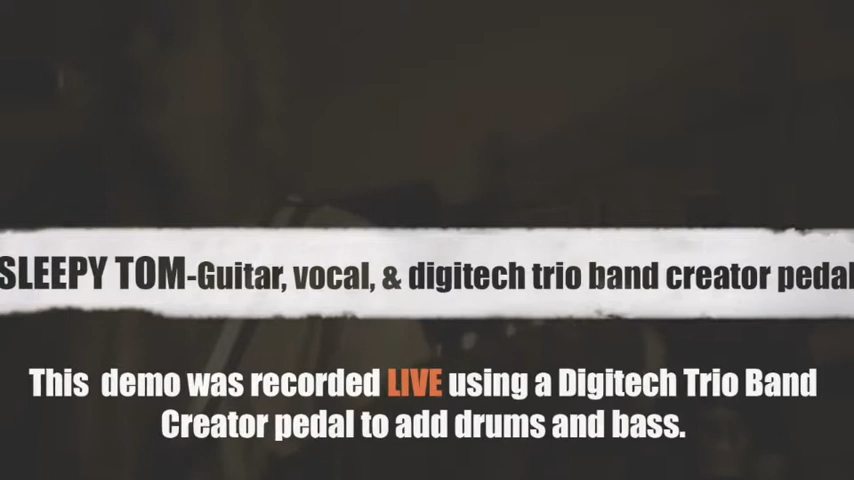 SLEEPY TOM-Guitar, vocal, & digitech trio band creator pedal
This demo was recorded LIVE using a Digitech Trio Band
Creator pedal to add drums and bass.